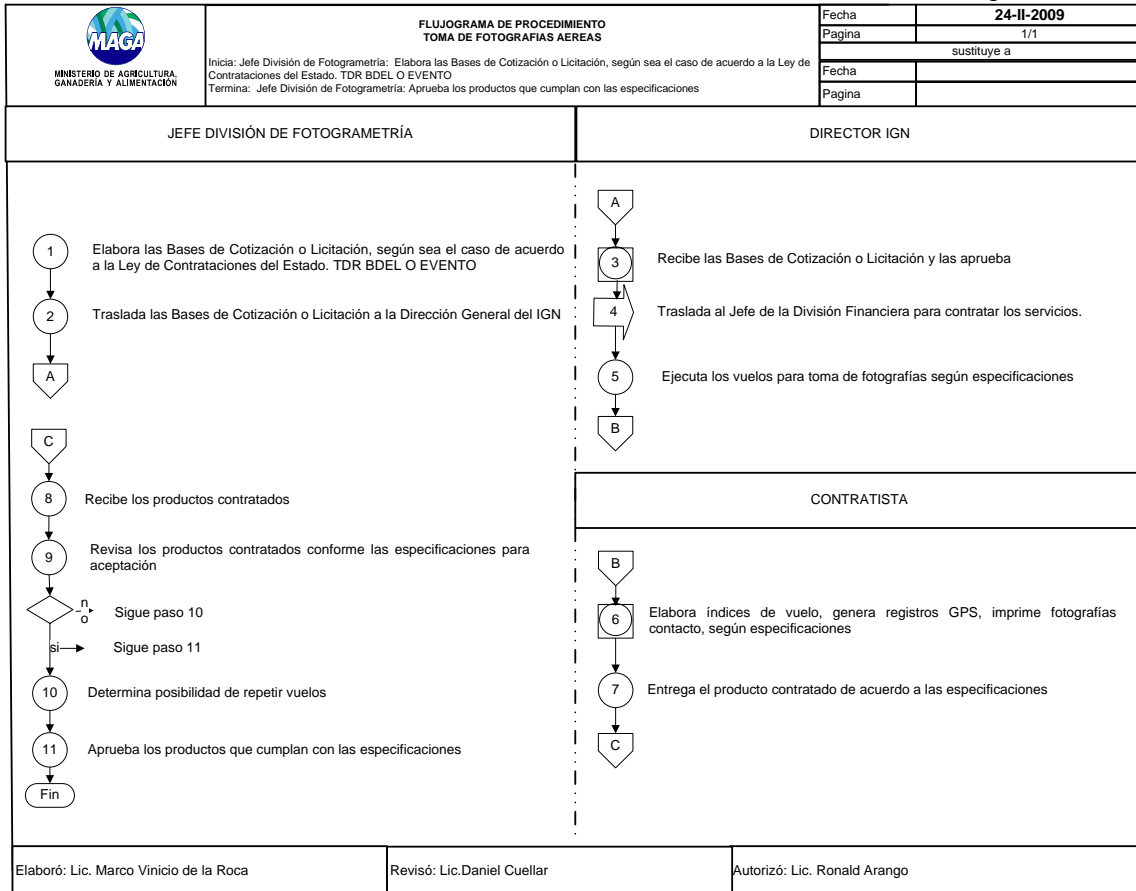 MAGA
MINISTERIO DE AGRICULTURA,
GANADERÍA Y ALIMENTACIÓN
FLUJOGRAMA DE PROCEDIMIENTO
TOMA DE FOTOGRAFIAS AEREAS
Inicia: Jefe División de Fotogrametría: Elabora las Bases de Cotización o Licitación, según sea el caso de acuerdo a la Ley de
Contrataciones del Estado. TDR BDEL O EVENTO
Termina: Jefe División de Fotogrametría: Aprueba los productos que cumplan con las especificaciones
Fecha 24-II-2009
Pagina 1/1
sustituye a
Fecha
Pagina
JEFE DIVISIÓN DE FOTOGRAMETRÍA
1 Elabora las Bases de Cotización o Licitación, según sea el caso de acuerdo
a la Ley de Contrataciones del Estado. TDR BDEL O EVENTO
2 Traslada las Bases de Cotización o Licitación a la Dirección General del IGN
A
C
8 Recibe los productos contratados
9 Revisa los productos contratados conforme las especificaciones para
aceptación
no Sigue paso 10
si Sigue paso 11
10 Determina posibilidad de repetir vuelos
11 Aprueba los productos que cumplan con las especificaciones
Fin
DIRECTOR IGN
A
3 Recibe las Bases de Cotización o Licitación y las aprueba
4 Traslada al Jefe de la División Financiera para contratar los servicios.
5 Ejecuta los vuelos para toma de fotografías según especificaciones
B
CONTRATISTA
B
6 Elabora índices de vuelo, genera registros GPS, imprime fotografías
contacto, según especificaciones
7 Entrega el producto contratado de acuerdo a las especificaciones
C
Elaboró: Lic. Marco Vinicio de la Roca
Revisó: Lic.Daniel Cuellar
Autorizó: Lic. Ronald Arango